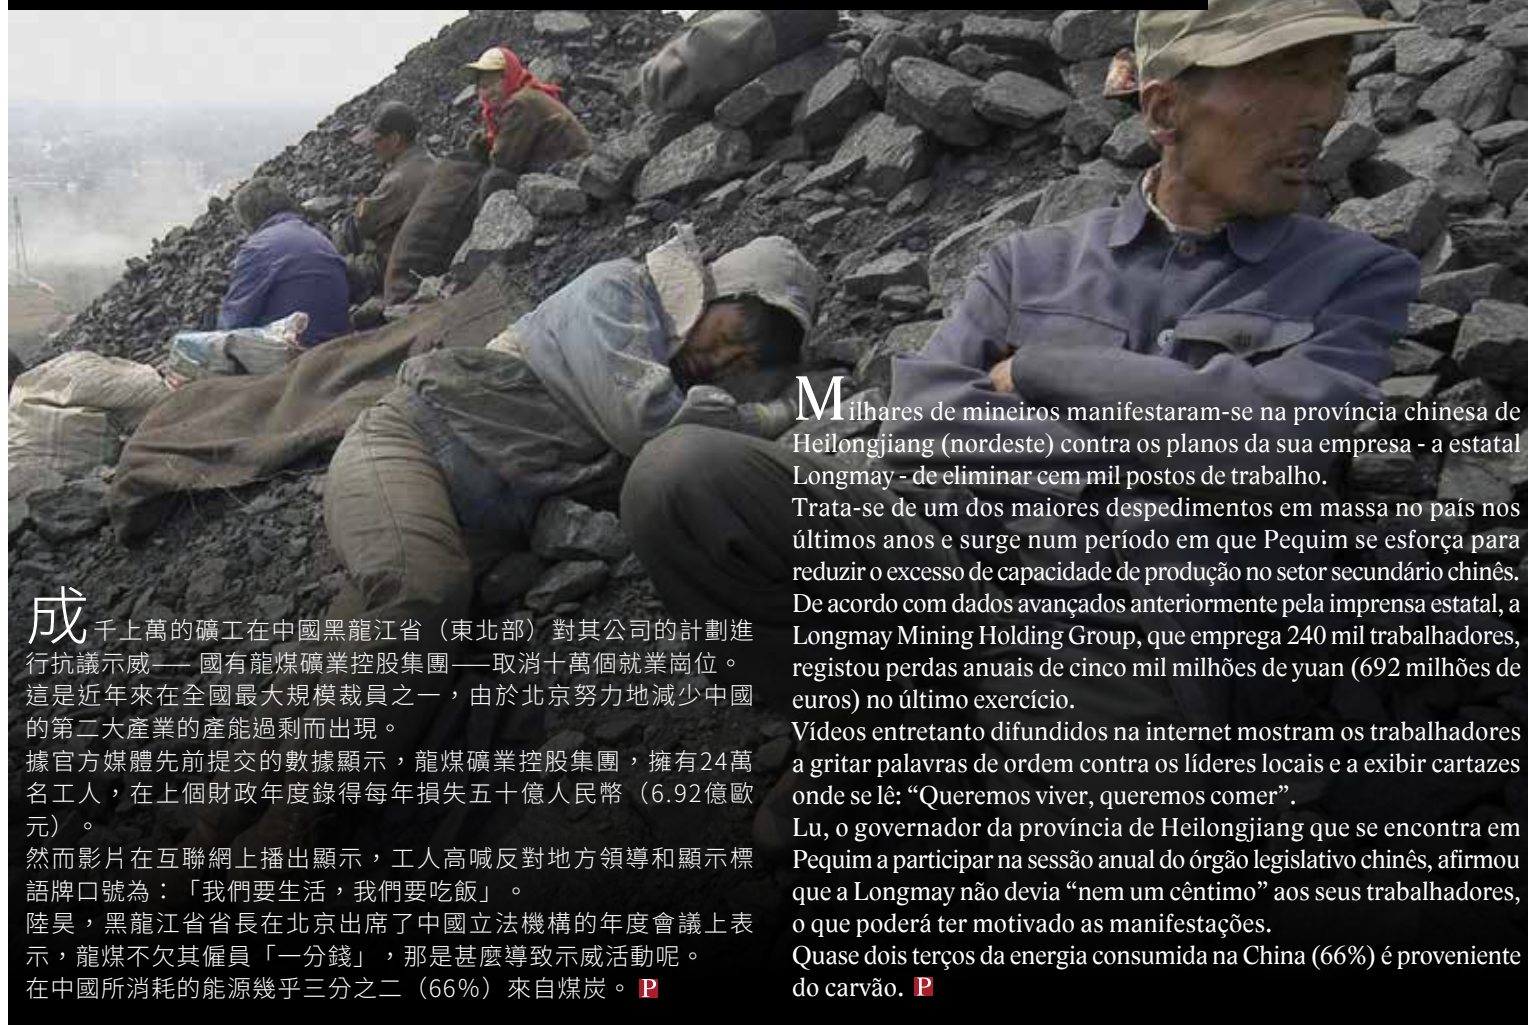 成千上萬的礦工在中國黑龍江省（東北部）對其公司的計劃進
行抗議示威—— 國有龍煤礦業控股集團——取消十萬個就業崗位。
這是近年來在全國最大規模裁員之一，由於北京努力地減少中國
的第二大產業的產能過剩而出現。
據官方媒體先前提交的數據顯示，龍煤礦業控股集團，擁有24萬
名工人，在上個財政年度錄得每年損失五十億人民幣（6.92億歐
元）。
然而影片在互聯網上播出顯示，工人高喊反對地方領導和顯示標
語牌口號為：「我們要生活，我們要吃飯」。
陸昊，黑龍江省省長在北京出席了中國立法機構的年度會議上表
示，龍煤不欠其僱員「一分錢」，那是甚麼導致示威活動呢。
在中國所消耗的能源幾乎三分之二（66%）來自煤炭。 P
Milhares de mineiros manifestaram-se na província chinesa de
Heilongjiang (nordeste) contra os planos da sua empresa - a estatal
Longmay - de eliminar cem mil postos de trabalho.
Trata-se de um dos maiores despedimentos em massa no país nos
últimos anos e surge num período em que Pequim se esforça para
reduzir o excesso de capacidade de produção no setor secundário chinês.
De acordo com dados avançados anteriormente pela imprensa estatal, a
Longmay Mining Holding Group, que emprega 240 mil trabalhadores,
registou perdas anuais de cinco mil milhões de yuan (692 milhões de
euros) no último exercício.
Vídeos entretanto difundidos na internet mostram os trabalhadores
a gritar palavras de ordem contra os líderes locais e a exibir cartazes
onde se lê: “Queremos viver, queremos comer”.
Lu, o governador da província de Heilongjiang que se encontra em
Pequim a participar na sessão anual do órgão legislativo chinês, afirmou
que a Longmay não devia “nem um cêntimo” aos seus trabalhadores,
o que poderá ter motivado as manifestações.
Quase dois terços da energia consumida na China (66%) é proveniente
do carvão. P